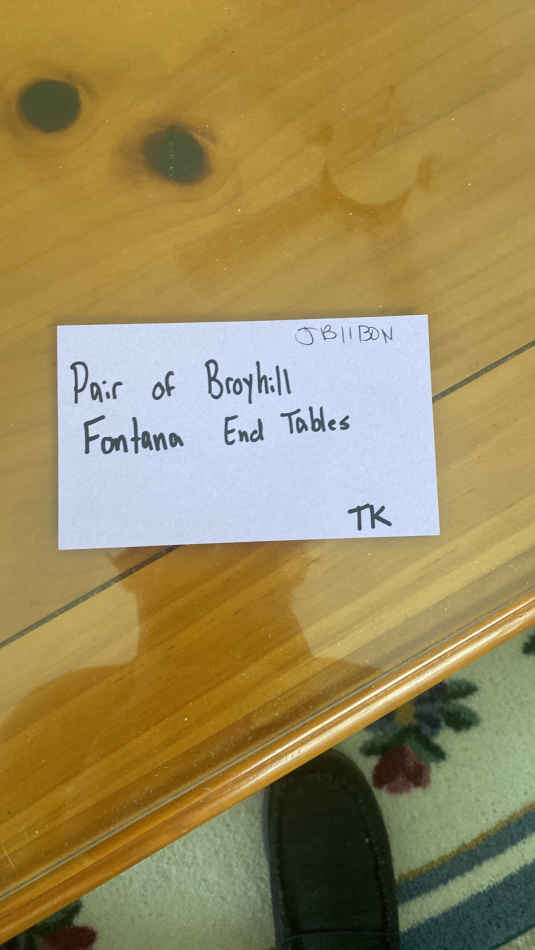 JB11BON
Pair of Broyhill
Fontana End Tables
TK